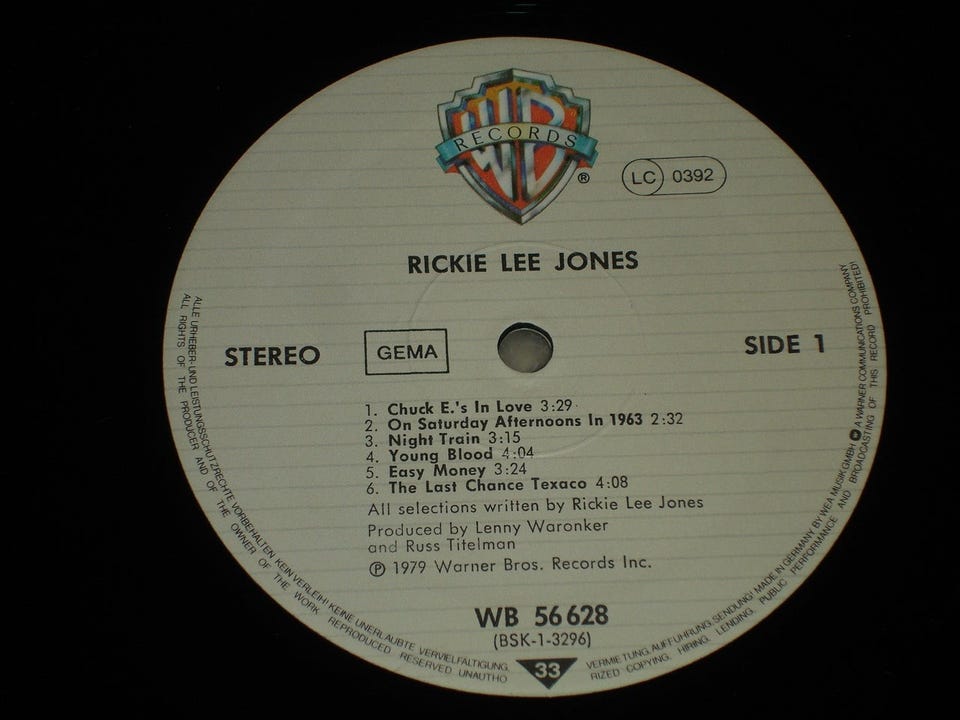 WB
RECORDS
®
LC 0392
RICKIE LEE JONES
STEREO
GEMA
SIDE 1
1. Chuck E.'s In Love 3:29
2. On Saturday Afternoons In 1963 2:32
3. Night Train 3:15
4. Young Blood 4:04
5. Easy Money 3:24
6. The Last Chance Texaco 4:08
All selections written by Rickie Lee Jones
Produced by Lenny Waronker
and Russ Titelman
℗ 1979 Warner Bros. Records Inc.
WB 56 628
(BSK-1-3296)
33
ALLE URHEBER- UND LEISTUNGSSCHUTZRECHTE VORBEHALTEN KEIN VERLEIH! KEINE UNERLAUBTE VERVIELFÄLTIGUNG, VERMIETUNG, AUFFÜHRUNG, SENDUNG! MADE IN GERMANY BY WEA MUSIK GMBH A WARNER COMMUNICATIONS COMPANY
ALL RIGHTS OF THE PRODUCER AND OF THE OWNER OF THE WORK REPRODUCED RESERVED UNAUTHORIZED COPYING, HIRING, LENDING, PUBLIC PERFORMANCE AND BROADCASTING OF THIS RECORD PROHIBITED!